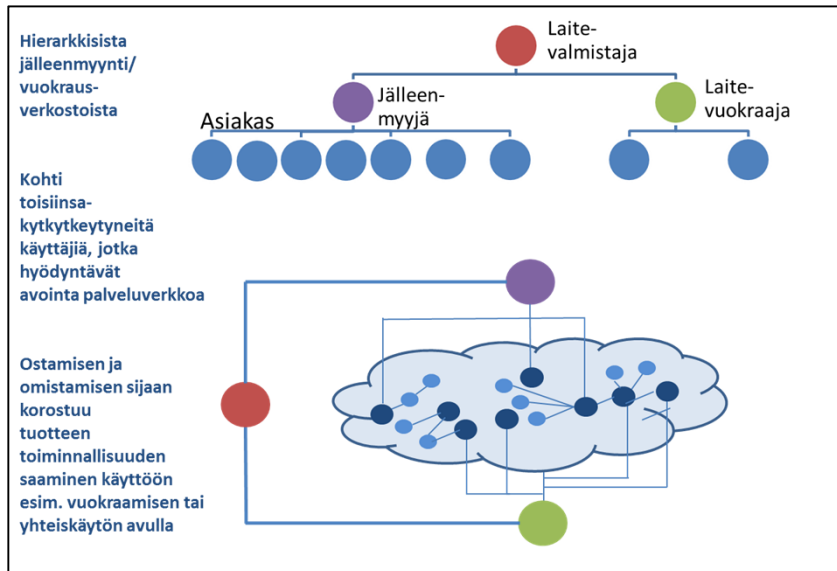 Hierarkkisista
jälleenmyynti/
vuokraus-
verkostoista
Laite-
valmistaja
Jälleen-
myyjä
Laite-
vuokraaja
Asiakas
Kohti
toisiinsa-
kytkytkeytyneitä
käyttäjiä, jotka
hyödyntävät
avointa palveluverkkoa
Ostamisen ja
omistamisen sijaan
korostuu
tuotteen
toiminnallisuuden
saaminen käyttöön
esim. vuokraamisen tai
yhteiskäytön avulla